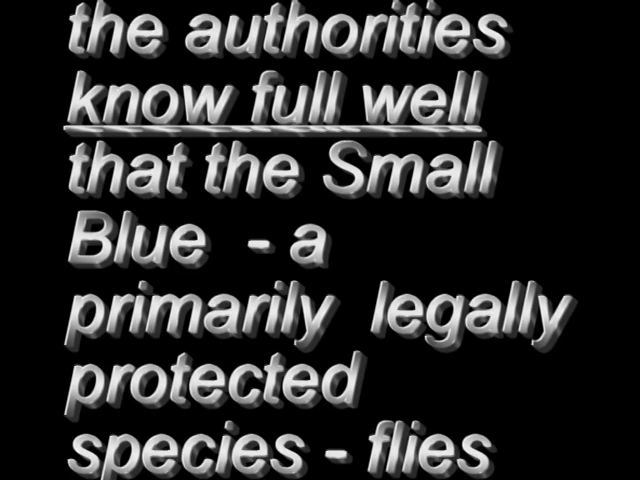 the authorities
know full well
that the Small
Blue - a
primarily legally
protected
species - flies